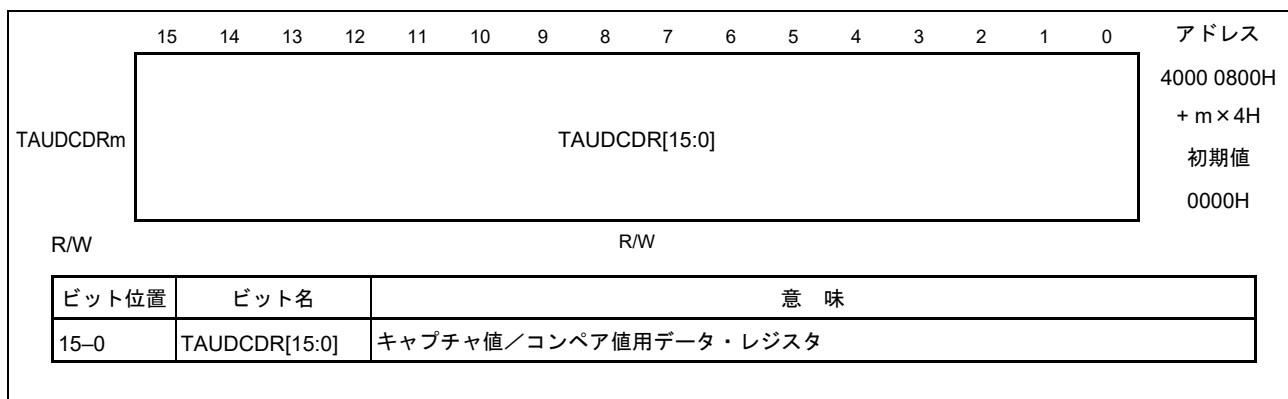 15 14 13 12 11 10 9 8 7 6 5 4 3 2 1 0 アドレス
4000 0800H
TAUDCDRm TAUDCDR[15:0] + m×4H
初期値
0000H
R/W R/W
ビット位置 ビット名 意 味
15–0 TAUDCDR[15:0] キャプチャ値／コンペア値用データ・レジスタ